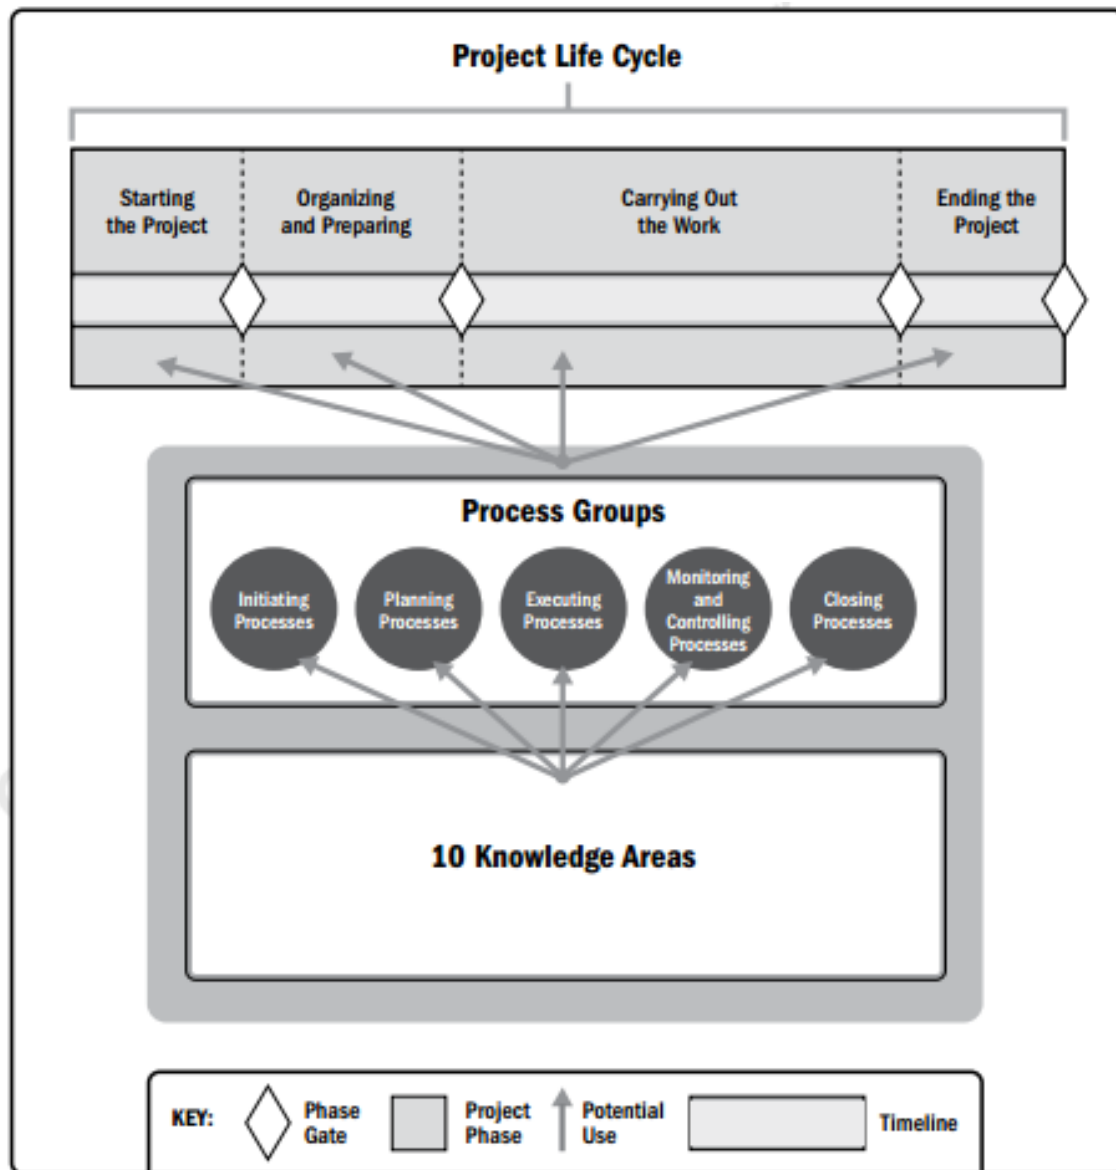 Project Life Cycle
Starting
the Project
Organizing
and Preparing
Carrying Out
the Work
Ending the
Project
Process Groups
Initiating
Processes
Planning
Processes
Executing
Processes
Monitoring
and
Controlling
Processes
Closing
Processes
10 Knowledge Areas
KEY:
Phase
Gate
Project
Phase
Potential
Use
Timeline